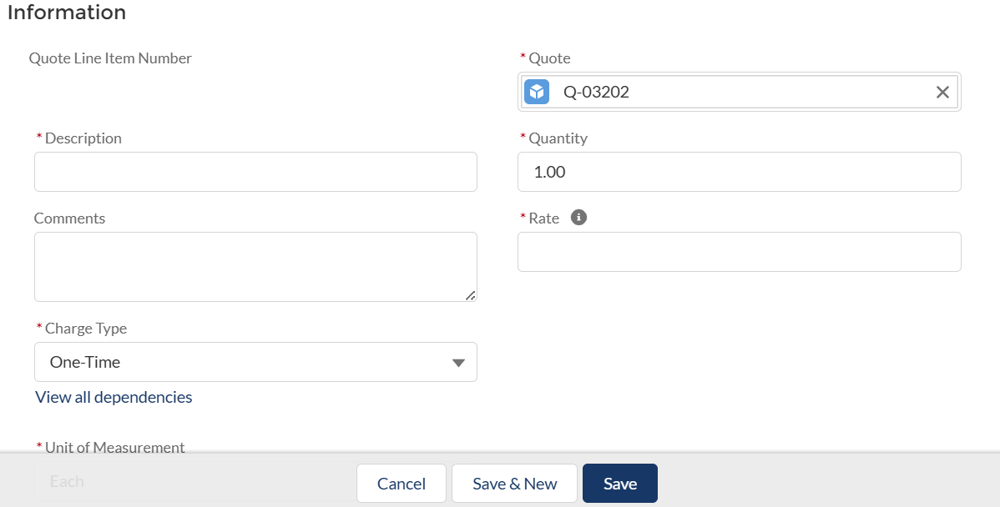 Information
Quote Line Item Number
* Quote
Q-03202
* Description
* Quantity
1.00
Comments
* Rate
* Charge Type
One-Time
View all dependencies
* Unit of Measurement
Each
Cancel
Save & New
Save